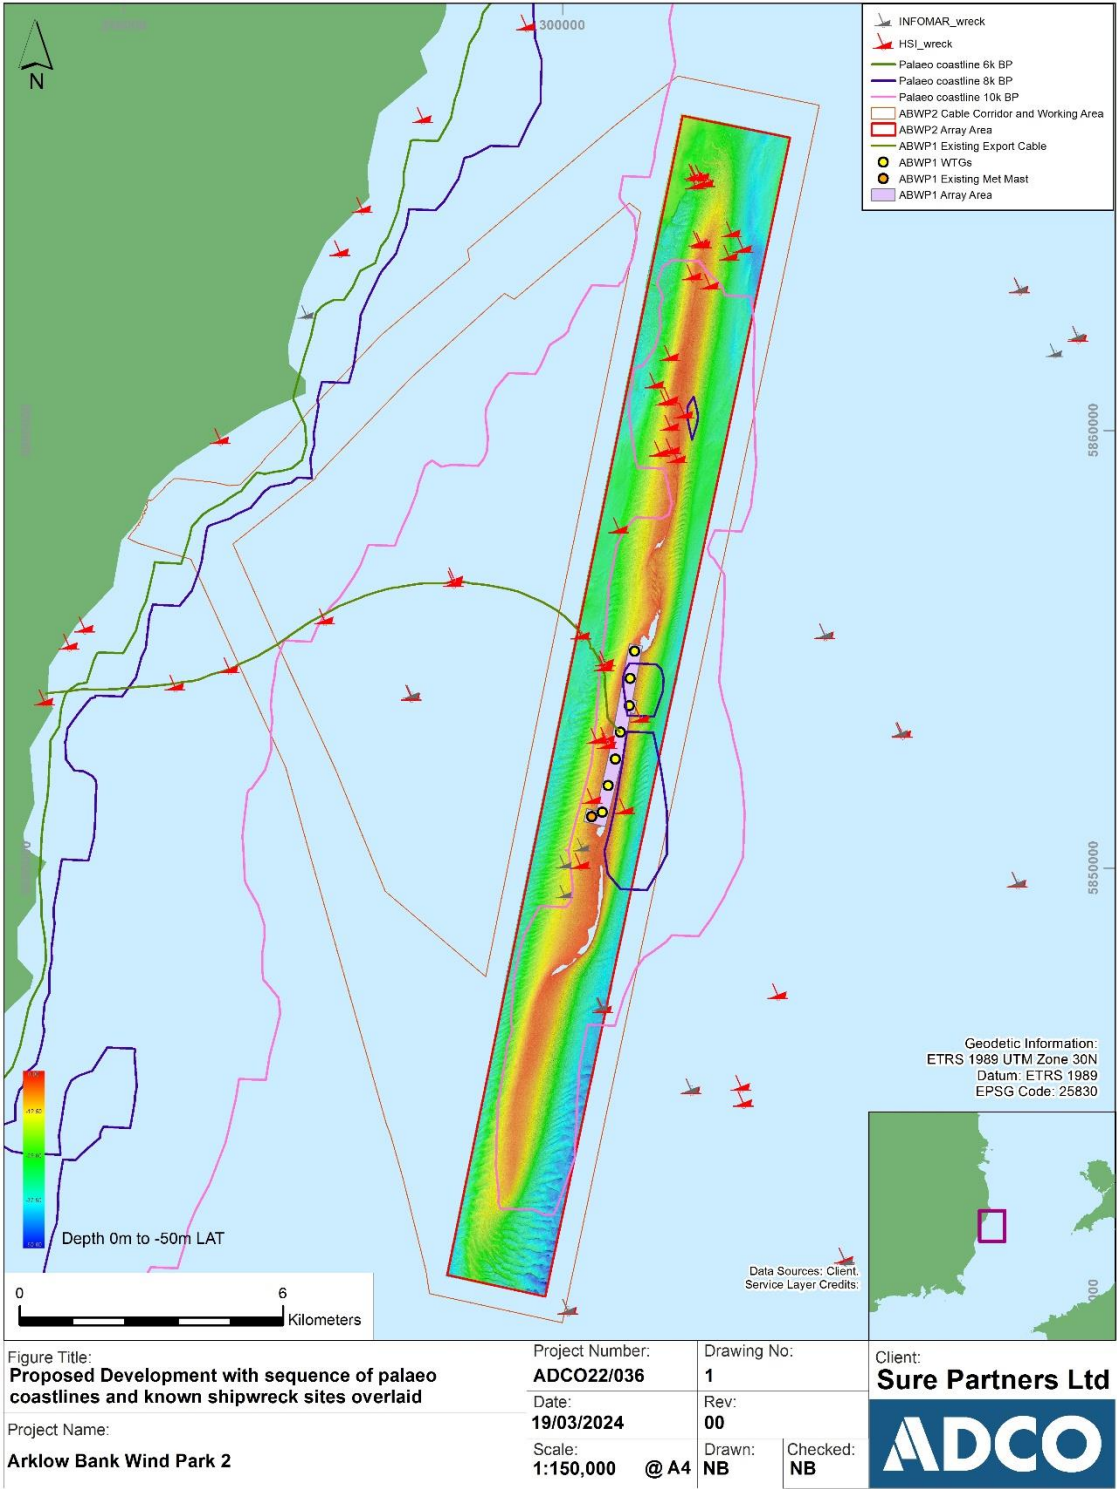 300000
N
INFOMAR_wreck
HSI_wreck
Palaeo coastline 6k BP
Palaeo coastline 8k BP
Palaeo coastline 10k BP
ABWP2 Cable Corridor and Working Area
ABWP2 Array Area
ABWP1 Existing Export Cable
ABWP1 WTGs
ABWP1 Existing Met Mast
ABWP1 Array Area
5860000
5850000
Geodetic Information:
ETRS 1989 UTM Zone 30N
Datum: ETRS 1989
EPSG Code: 25830
Depth 0m to -50m LAT
0
6
Kilometers
Data Sources: Client.
Service Layer Credits:
Figure Title:
Proposed Development with sequence of palaeo
coastlines and known shipwreck sites overlaid
Project Name:
Arklow Bank Wind Park 2
Project Number:
ADCO22/036
Date:
19/03/2024
Scale:
1:150,000 @ A4
Drawing No:
1
Rev:
00
Drawn:
NB
Checked:
NB
Client:
Sure Partners Ltd
ADCO